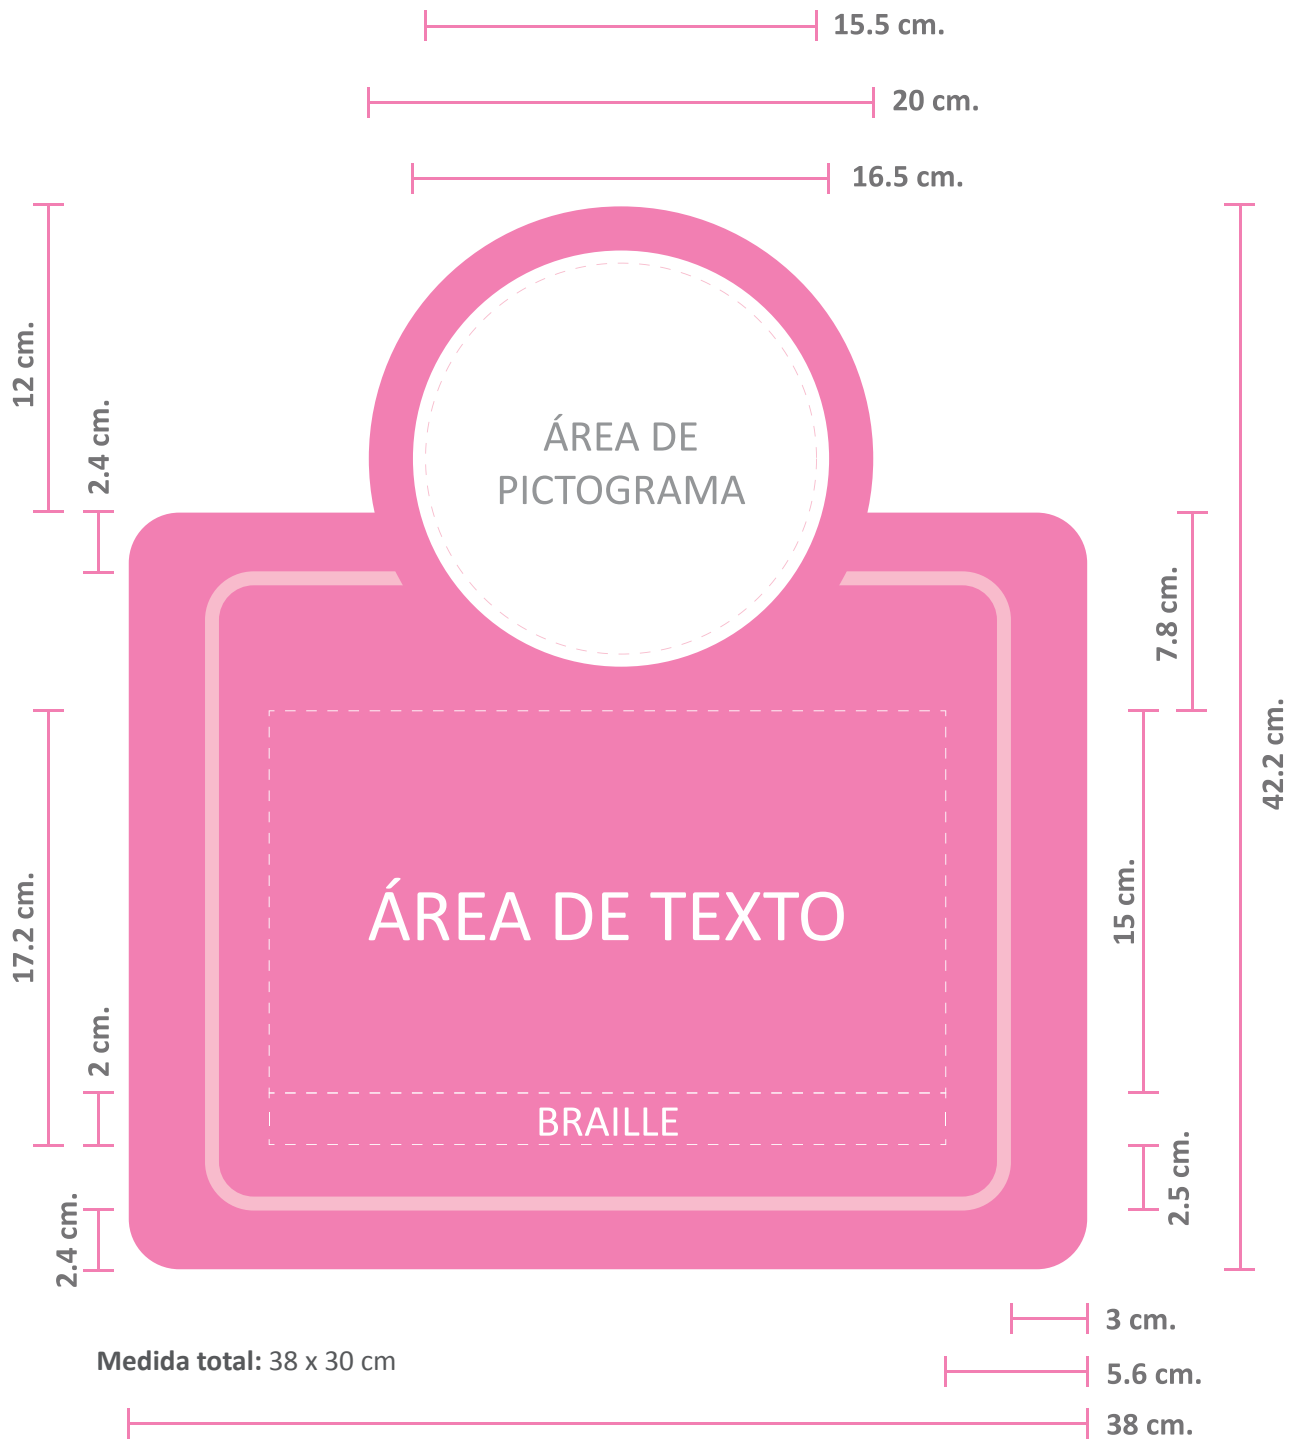 15.5 cm.
20 cm.
16.5 cm.
12 cm.
2.4 cm.
ÁREA DE
PICTOGRAMA
7.8 cm.
42.2 cm.
17.2 cm.
ÁREA DE TEXTO
15 cm.
2 cm.
BRAILLE
2.5 cm.
2.4 cm.
3 cm.
Medida total: 38 x 30 cm
5.6 cm.
38 cm.